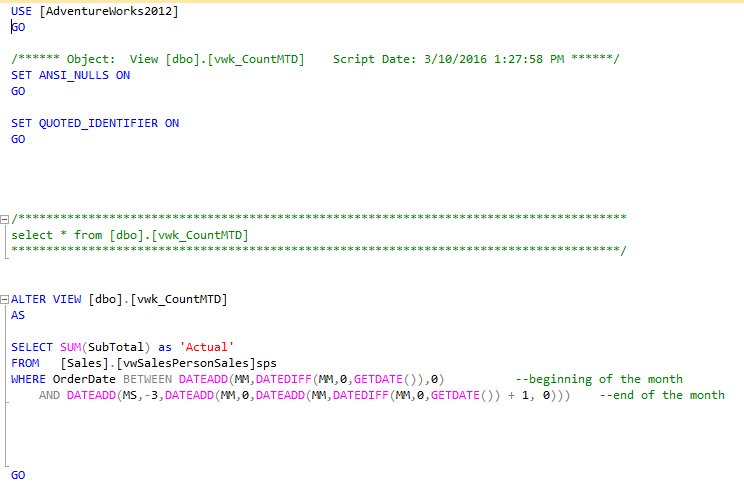 USE [AdventureWorks2012]
GO
/****** Object:  View [dbo].[vwk_CountMTD]    Script Date: 3/10/2016 1:27:58 PM ******/
SET ANSI_NULLS ON
GO
SET QUOTED_IDENTIFIER ON
GO
/***************************************************************************************
select * from [dbo].[vwk_CountMTD]
***************************************************************************************/
ALTER VIEW [dbo].[vwk_CountMTD]
AS
SELECT SUM(SubTotal) as 'Actual'
FROM   [Sales].[vwSalesPersonSales]sps
WHERE OrderDate BETWEEN DATEADD(MM,DATEDIFF(MM,0,GETDATE()),0)          --beginning of the month
    AND DATEADD(MS,-3,DATEADD(MM,0,DATEADD(MM,DATEDIFF(MM,0,GETDATE()) + 1, 0)))    --end of the month
GO